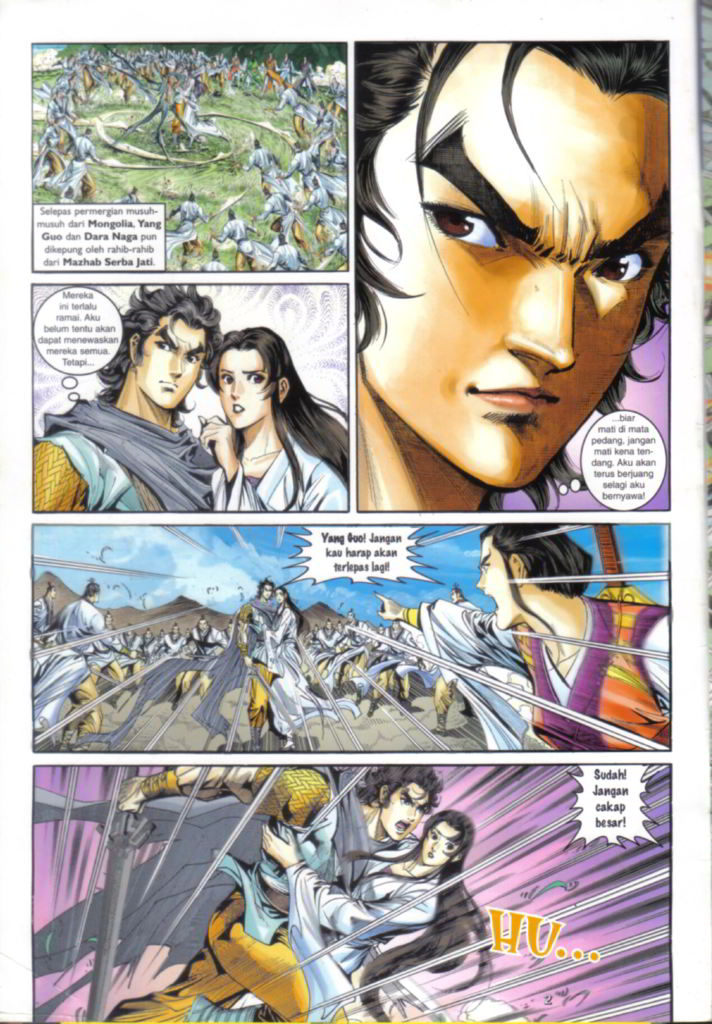 Selepas permergian musuh-
musuh dari Mongolia, Yang
Guo dan Dara Naga pun
dikepung oleh rahib-rahib
dari Mazhab Serba Jati.
Mereka
ini terlalu
ramai. Aku
belum tentu akan
dapat menewaskan
mereka semua.
Tetapi...
...biar
mati di mata
pedang, jangan
mati kena ten-
dang. Aku akan
terus berjuang
selagi aku
bernyawa!
Yang Guo! Jangan
kau harap akan
terlepas lagi!
Sudah!
Jangan
cakap
besar!
HU...
2